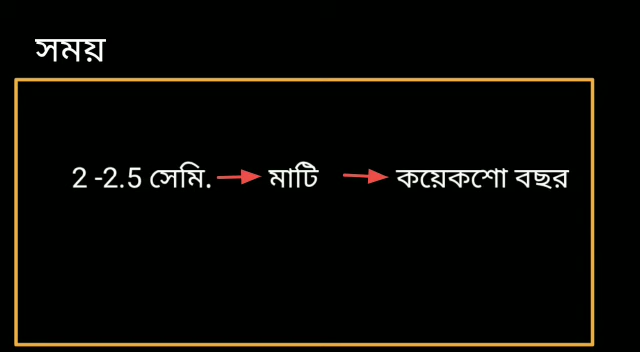 সময়
2 -2.5 সেমি. → মাটি → কয়েকশো বছর